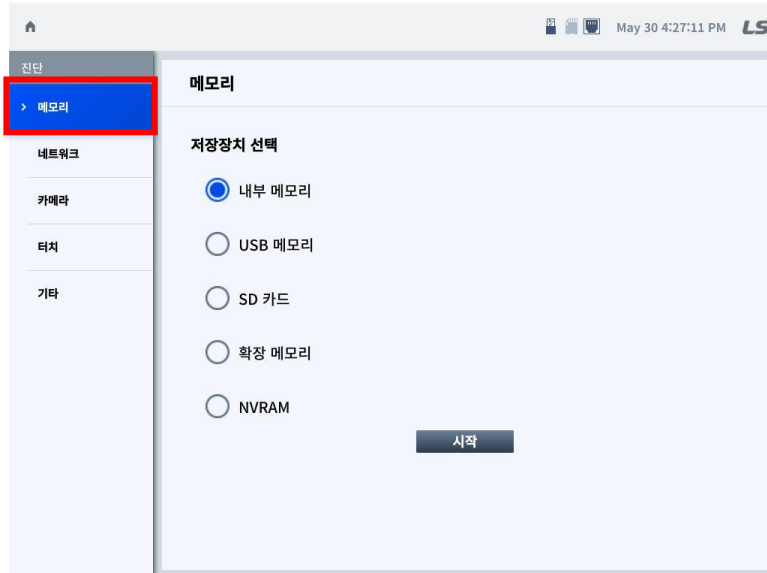 May 30 4:27:11 PM LS
진단
> 메모리
네트워크
카메라
터치
기타
메모리
저장장치 선택
내부 메모리
USB 메모리
SD 카드
확장 메모리
NVRAM
시작